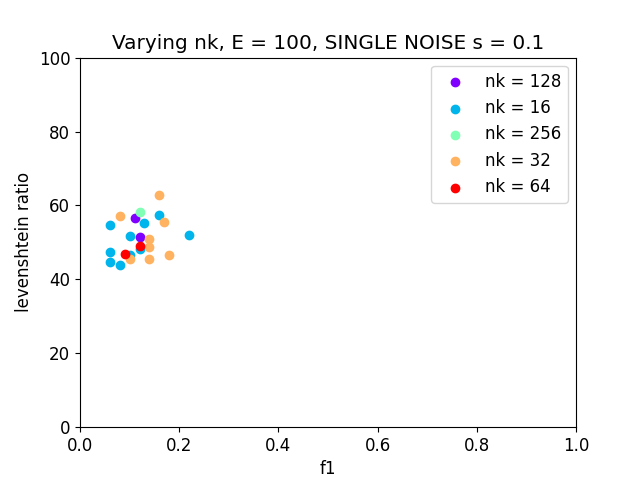 Varying nk, E = 100, SINGLE NOISE s = 0.1
100
80
60
40
20
0
levenshtein ratio
nk = 128
nk = 16
nk = 256
nk = 32
nk = 64
0.0 0.2 0.4 0.6 0.8 1.0
f1